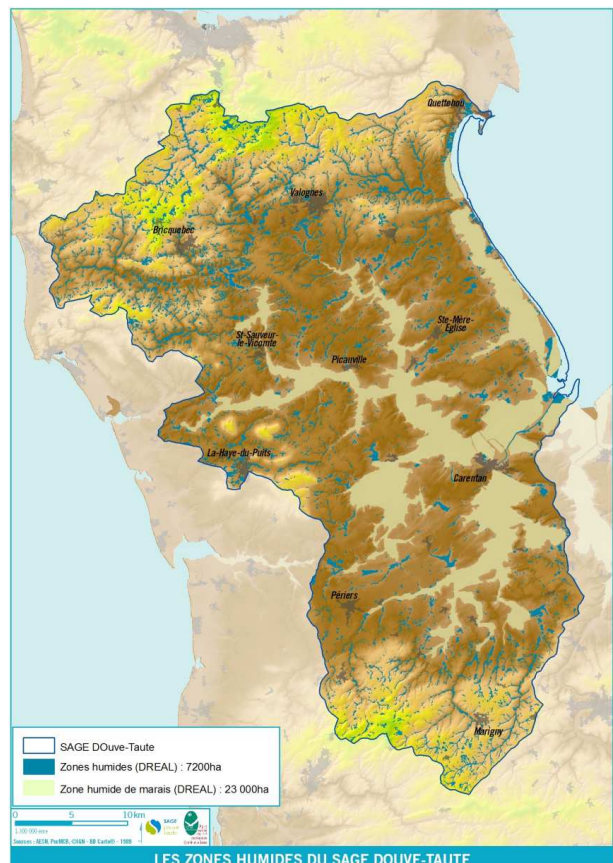 Quettehou
Valognes
Bricquebec
Ste-Mère-
Eglise
St-Sauveur-
le-Vicomte
Picauville
La-Haye-du-Puits
Carentan
Périers
Marigny
SAGE DOuve-Taute
Zones humides (DREAL) : 7200ha
Zone humide de marais (DREAL) : 23 000ha
0 5 10 km
SAGE
LES ZONES HUMIDES DU SAGE DOUVE-TAUTE